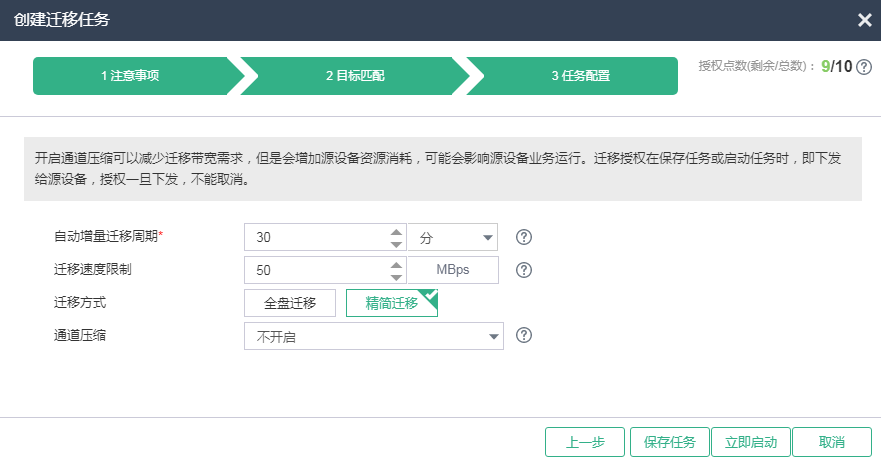 创建迁移任务
1 注意事项
2 目标匹配
3 任务配置
授权点数(剩余/总数)：9/10
开启通道压缩可以减少迁移带宽需求，但是会增加源设备资源消耗，可能会影响源设备业务运行。迁移授权在保存任务或启动任务时，即下发
给源设备，授权一旦下发，不能取消。
自动增量迁移周期* 30 分
迁移速度限制 50 MBps
迁移方式 全盘迁移 精简迁移
通道压缩 不开启
上一步 保存任务 立即启动 取消